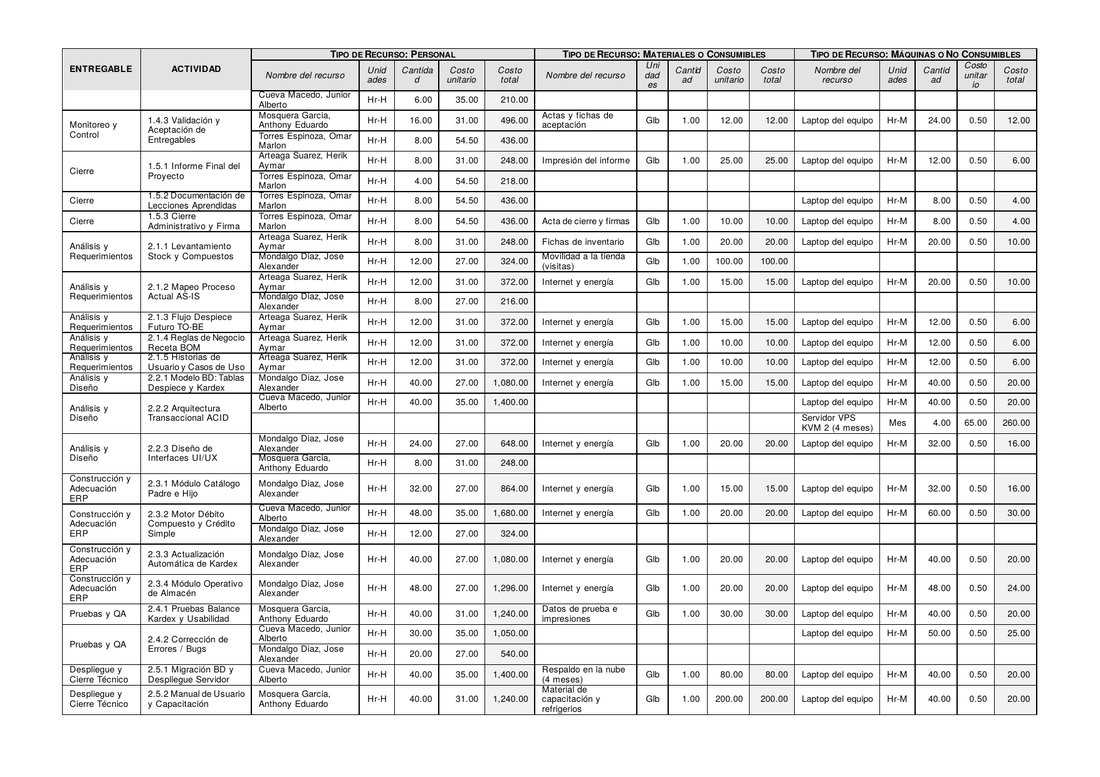 ENTREGABLE ACTIVIDAD TIPO DE RECURSO: PERSONAL TIPO DE RECURSO: MATERIALES O CONSUMIBLES TIPO DE RECURSO: MÁQUINAS O NO CONSUMIBLES
Nombre del recurso Unid ades Cantida d Costo unitario Costo total Nombre del recurso Uni dad es Cantid ad Costo unitario Costo total Nombre del recurso Unid ades Cantid ad Costo unitar io Costo total
Cueva Macedo, Junior Alberto Hr-H 6.00 35.00 210.00
Monitoreo y Control 1.4.3 Validación y Aceptación de Entregables Mosquera Garcia, Anthony Eduardo Hr-H 16.00 31.00 496.00 Actas y fichas de aceptación Glb 1.00 12.00 12.00 Laptop del equipo Hr-M 24.00 0.50 12.00
Torres Espinoza, Omar Marlon Hr-H 8.00 54.50 436.00
Cierre 1.5.1 Informe Final del Proyecto Arteaga Suarez, Herik Aymar Hr-H 8.00 31.00 248.00 Impresión del informe Glb 1.00 25.00 25.00 Laptop del equipo Hr-M 12.00 0.50 6.00
Torres Espinoza, Omar Marlon Hr-H 4.00 54.50 218.00
Cierre 1.5.2 Documentación de Lecciones Aprendidas Torres Espinoza, Omar Marlon Hr-H 8.00 54.50 436.00 Laptop del equipo Hr-M 8.00 0.50 4.00
Cierre 1.5.3 Cierre Administrativo y Firma Torres Espinoza, Omar Marlon Hr-H 8.00 54.50 436.00 Acta de cierre y firmas Glb 1.00 10.00 10.00 Laptop del equipo Hr-M 8.00 0.50 4.00
Análisis y Requerimientos 2.1.1 Levantamiento Stock y Compuestos Arteaga Suarez, Herik Aymar Hr-H 8.00 31.00 248.00 Fichas de inventario Glb 1.00 20.00 20.00 Laptop del equipo Hr-M 20.00 0.50 10.00
Mondalgo Diaz, Jose Alexander Hr-H 12.00 27.00 324.00 Movilidad a la tienda (visitas) Glb 1.00 100.00 100.00
Análisis y Requerimientos 2.1.2 Mapeo Proceso Actual AS-IS Arteaga Suarez, Herik Aymar Hr-H 12.00 31.00 372.00 Internet y energía Glb 1.00 15.00 15.00 Laptop del equipo Hr-M 20.00 0.50 10.00
Mondalgo Diaz, Jose Alexander Hr-H 8.00 27.00 216.00
Análisis y Requerimientos 2.1.3 Flujo Despiece Futuro TO-BE Arteaga Suarez, Herik Aymar Hr-H 12.00 31.00 372.00 Internet y energía Glb 1.00 15.00 15.00 Laptop del equipo Hr-M 12.00 0.50 6.00
Análisis y Requerimientos 2.1.4 Reglas de Negocio Receta BOM Arteaga Suarez, Herik Aymar Hr-H 12.00 31.00 372.00 Internet y energía Glb 1.00 10.00 10.00 Laptop del equipo Hr-M 12.00 0.50 6.00
Análisis y Requerimientos 2.1.5 Historias de Usuario y Casos de Uso Arteaga Suarez, Herik Aymar Hr-H 12.00 31.00 372.00 Internet y energía Glb 1.00 10.00 10.00 Laptop del equipo Hr-M 12.00 0.50 6.00
Análisis y Diseño 2.2.1 Modelo BD: Tablas Despiece y Kardex Mondalgo Diaz, Jose Alexander Hr-H 40.00 27.00 1,080.00 Internet y energía Glb 1.00 15.00 15.00 Laptop del equipo Hr-M 40.00 0.50 20.00
Análisis y Diseño 2.2.2 Arquitectura Transaccional ACID Cueva Macedo, Junior Alberto Hr-H 40.00 35.00 1,400.00 Laptop del equipo Hr-M 40.00 0.50 20.00
Servidor VPS KVM 2 (4 meses) Mes 4.00 65.00 260.00
Análisis y Diseño 2.2.3 Diseño de Interfaces UI/UX Mondalgo Diaz, Jose Alexander Hr-H 24.00 27.00 648.00 Internet y energía Glb 1.00 20.00 20.00 Laptop del equipo Hr-M 32.00 0.50 16.00
Mosquera Garcia, Anthony Eduardo Hr-H 8.00 31.00 248.00
Construcción y Adecuación ERP 2.3.1 Módulo Catálogo Padre e Hijo Mondalgo Diaz, Jose Alexander Hr-H 32.00 27.00 864.00 Internet y energía Glb 1.00 15.00 15.00 Laptop del equipo Hr-M 32.00 0.50 16.00
Construcción y Adecuación ERP 2.3.2 Motor Débito Compuesto y Crédito Simple Cueva Macedo, Junior Alberto Hr-H 48.00 35.00 1,680.00 Internet y energía Glb 1.00 20.00 20.00 Laptop del equipo Hr-M 60.00 0.50 30.00
Mondalgo Diaz, Jose Alexander Hr-H 12.00 27.00 324.00
Construcción y Adecuación ERP 2.3.3 Actualización Automática de Kardex Mondalgo Diaz, Jose Alexander Hr-H 40.00 27.00 1,080.00 Internet y energía Glb 1.00 20.00 20.00 Laptop del equipo Hr-M 40.00 0.50 20.00
Construcción y Adecuación ERP 2.3.4 Módulo Operativo de Almacén Mondalgo Diaz, Jose Alexander Hr-H 48.00 27.00 1,296.00 Internet y energía Glb 1.00 20.00 20.00 Laptop del equipo Hr-M 48.00 0.50 24.00
Pruebas y QA 2.4.1 Pruebas Balance Kardex y Usabilidad Mosquera Garcia, Anthony Eduardo Hr-H 40.00 31.00 1,240.00 Datos de prueba e impresiones Glb 1.00 30.00 30.00 Laptop del equipo Hr-M 40.00 0.50 20.00
Pruebas y QA 2.4.2 Corrección de Errores / Bugs Cueva Macedo, Junior Alberto Hr-H 30.00 35.00 1,050.00 Laptop del equipo Hr-M 50.00 0.50 25.00
Mondalgo Diaz, Jose Alexander Hr-H 20.00 27.00 540.00
Despliegue y Cierre Técnico 2.5.1 Migración BD y Despliegue Servidor Cueva Macedo, Junior Alberto Hr-H 40.00 35.00 1,400.00 Respaldo en la nube (4 meses) Glb 1.00 80.00 80.00 Laptop del equipo Hr-M 40.00 0.50 20.00
Despliegue y Cierre Técnico 2.5.2 Manual de Usuario y Capacitación Mosquera Garcia, Anthony Eduardo Hr-H 40.00 31.00 1,240.00 Material de capacitación y refrigerios Glb 1.00 200.00 200.00 Laptop del equipo Hr-M 40.00 0.50 20.00